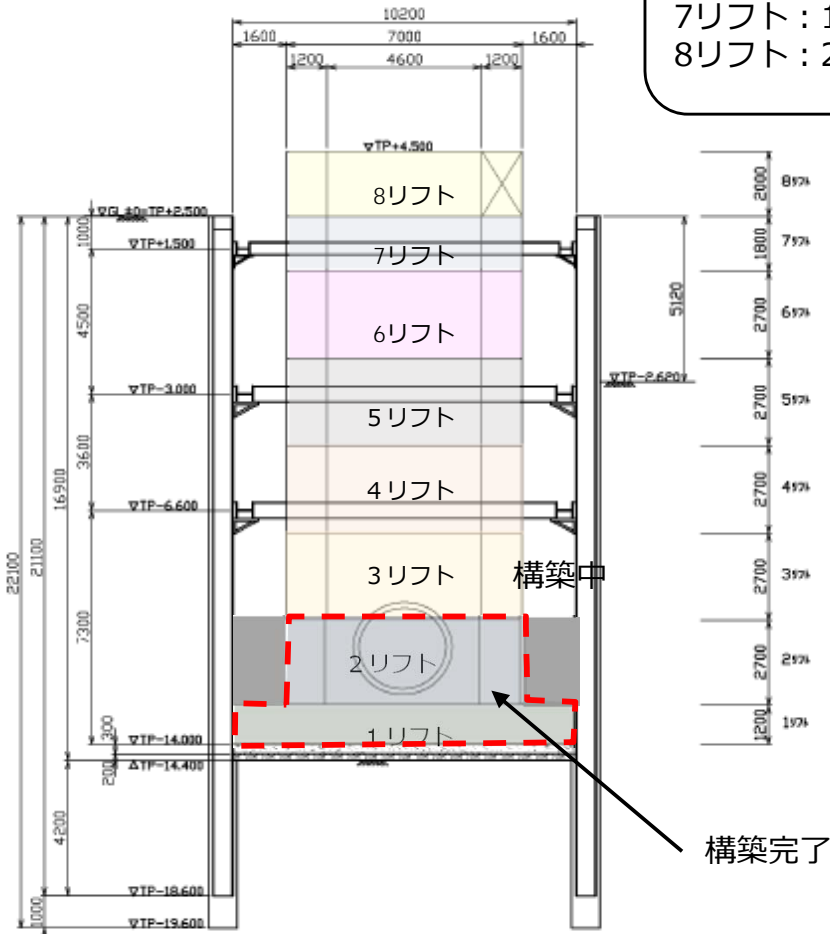 10200
1600
7000
1600
1200
4600
1200
7リフト:1
8リフト:2
▽TP+4.500
8リフト
2000
8リフト
▽GL±0=TP+2.500
1000
▽TP+1.500
7リフト
1800
7リフト
4500
6リフト
5120
2700
6リフト
▽TP-3.000
▽TP-2.620
5リフト
2700
5リフト
3600
16900
4リフト
2700
4リフト
▽TP-6.600
22100
21100
3リフト
構築中
2700
3リフト
7300
2リフト
2700
2リフト
1リフト
1200
1リフト
300
▽TP-14.000
200
△TP-14.400
4200
構築完了
▽TP-18.600
1000
▽TP-19.600